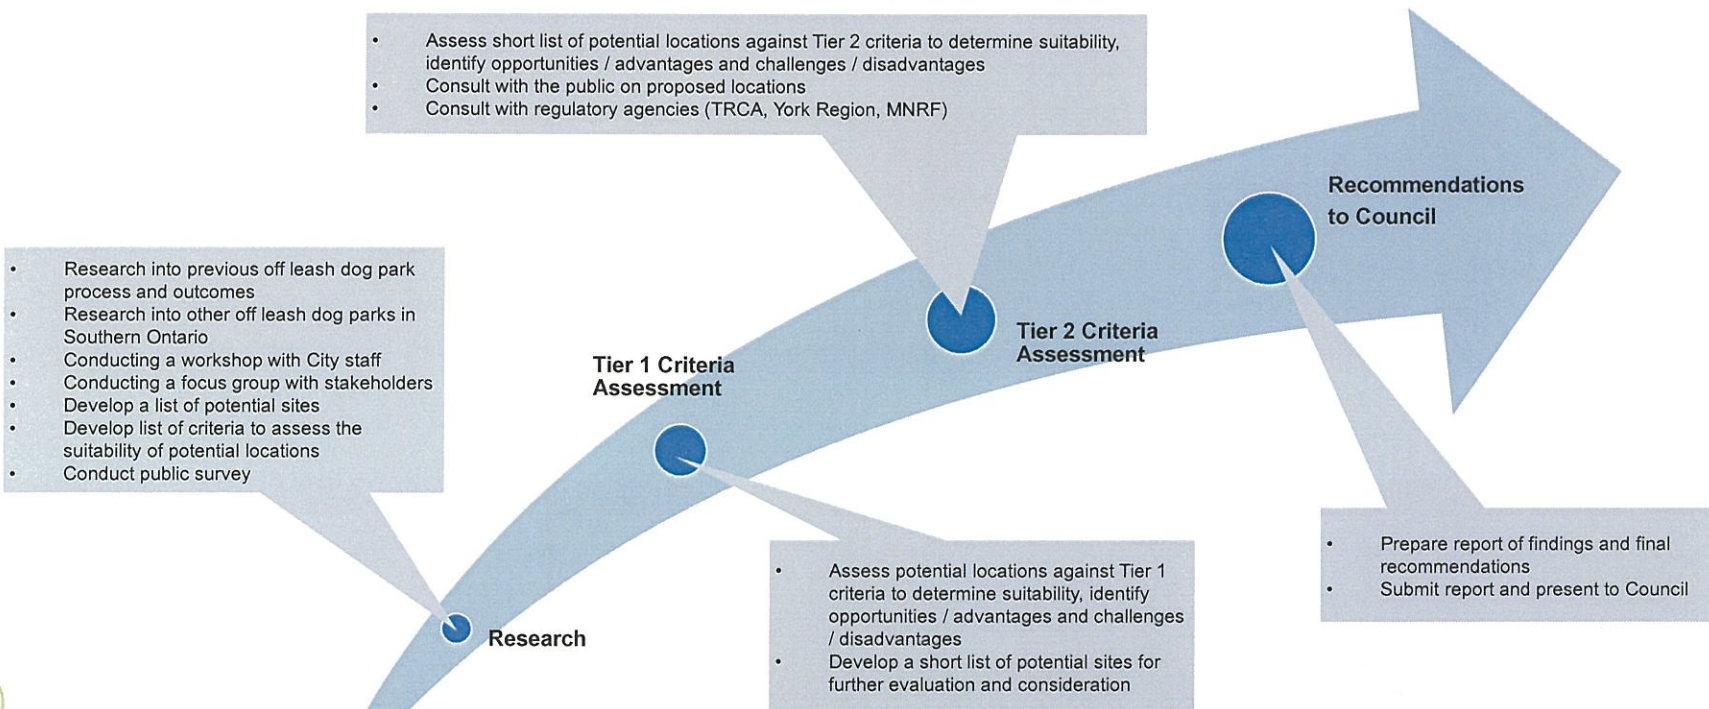 • Assess short list of potential locations against Tier 2 criteria to determine suitability,
identify opportunities / advantages and challenges / disadvantages
• Consult with the public on proposed locations
• Consult with regulatory agencies (TRCA, York Region, MNRF)
Recommendations
to Council
• Research into previous off leash dog park
process and outcomes
• Research into other off leash dog parks in
Southern Ontario
• Conducting a workshop with City staff
• Conducting a focus group with stakeholders
• Develop a list of potential sites
• Develop list of criteria to assess the
suitability of potential locations
• Conduct public survey
Tier 2 Criteria
Assessment
Tier 1 Criteria
Assessment
Research
• Assess potential locations against Tier 1
criteria to determine suitability, identify
opportunities / advantages and challenges
/ disadvantages
• Develop a short list of potential sites for
further evaluation and consideration
• Prepare report of findings and final
recommendations
• Submit report and present to Council